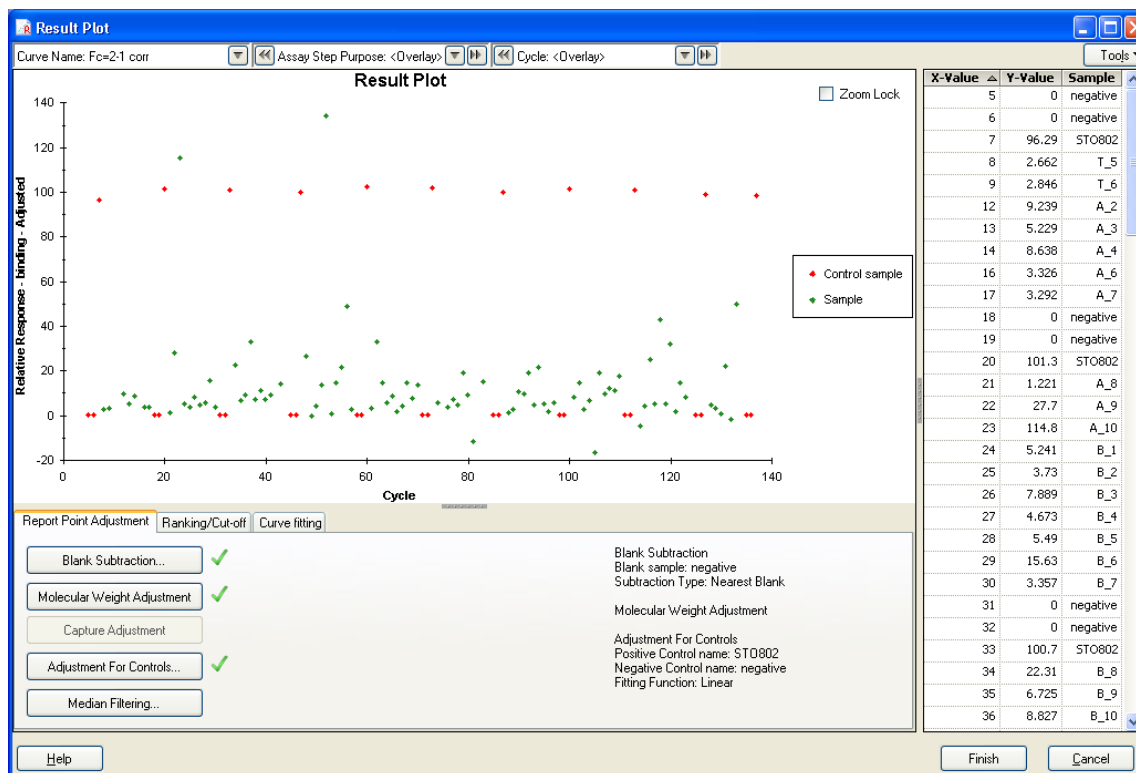 Result Plot
Curve Name: Fc=2-1 corr
Assay Step Purpose: <Overlay>
Cycle: <Overlay>
Tools
Result Plot
Zoom Lock
Relative Response - binding - Adjusted
140
120
100
80
60
40
20
0
-20
0 20 40 60 80 100 120 140
Cycle
Control sample
Sample
X-Value Y-Value Sample
5 0 negative
6 0 negative
7 96.29 STO802
8 2.662 T_5
9 2.846 T_6
12 9.239 A_2
13 5.229 A_3
14 8.638 A_4
16 3.326 A_6
17 3.292 A_7
18 0 negative
19 0 negative
20 101.3 STO802
21 1.221 A_8
22 27.7 A_9
23 114.8 A_10
24 5.241 B_1
25 3.73 B_2
26 7.889 B_3
27 4.673 B_4
28 5.49 B_5
29 15.63 B_6
30 3.357 B_7
31 0 negative
32 0 negative
33 100.7 STO802
34 22.31 B_8
35 6.725 B_9
36 8.827 B_10
Report Point Adjustment Ranking/Cut-off Curve fitting
Blank Subtraction...
Molecular Weight Adjustment
Capture Adjustment
Adjustment For Controls...
Median Filtering...
Blank Subtraction
Blank sample: negative
Subtraction Type: Nearest Blank
Molecular Weight Adjustment
Adjustment For Controls
Positive Control name: STO802
Negative Control name: negative
Fitting Function: Linear
Help
Finish
Cancel